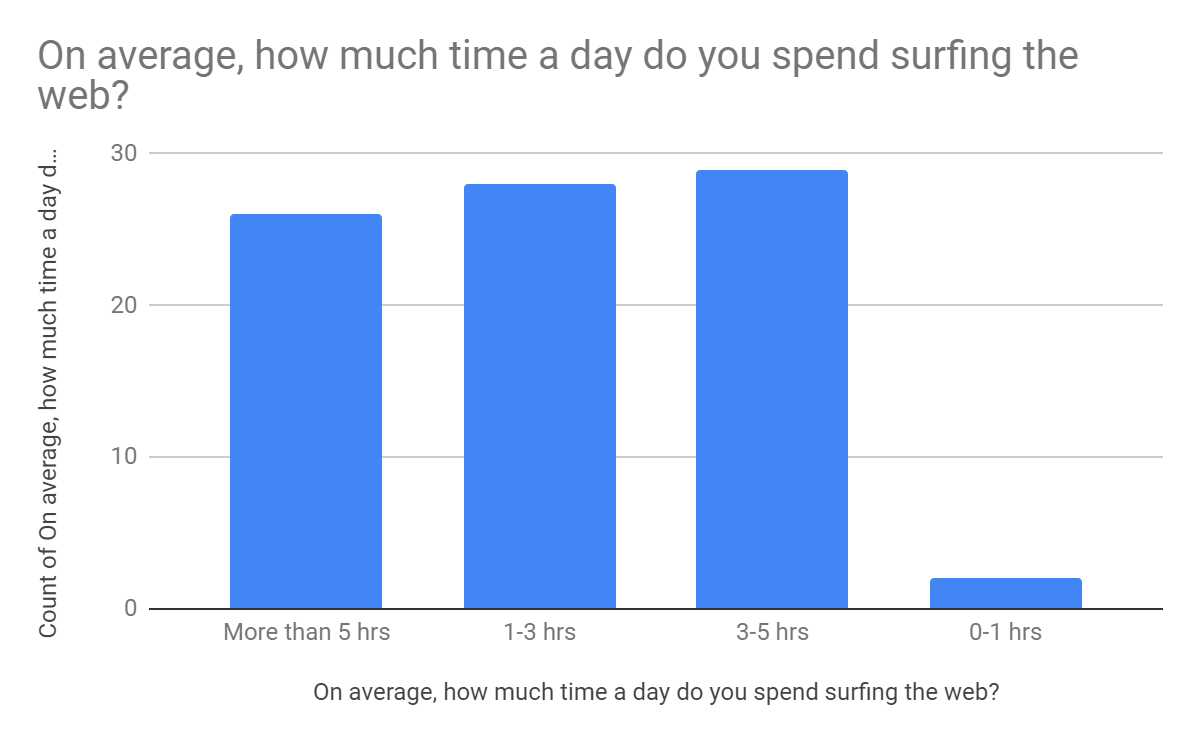 On average, how much time a day do you spend surfing the
web?
Count of On average, how much time a day d...
30
20
10
0
More than 5 hrs
1-3 hrs
3-5 hrs
0-1 hrs
On average, how much time a day do you spend surfing the web?